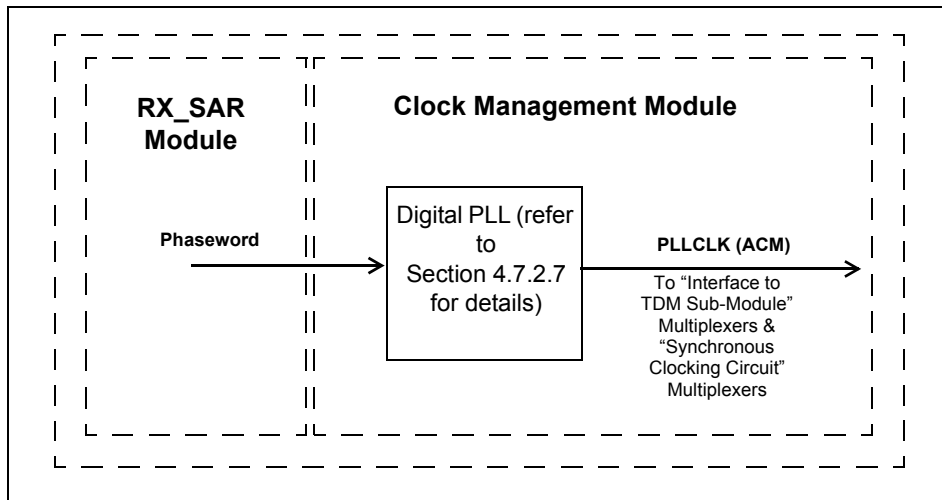 RX_SAR
Module
Clock Management Module
Phaseword
Digital PLL (refer
to
Section 4.7.2.7
for details)
PLLCLK (ACM)
To “Interface to
TDM Sub-Module”
Multiplexers &
“Synchronous
Clocking Circuit”
Multiplexers